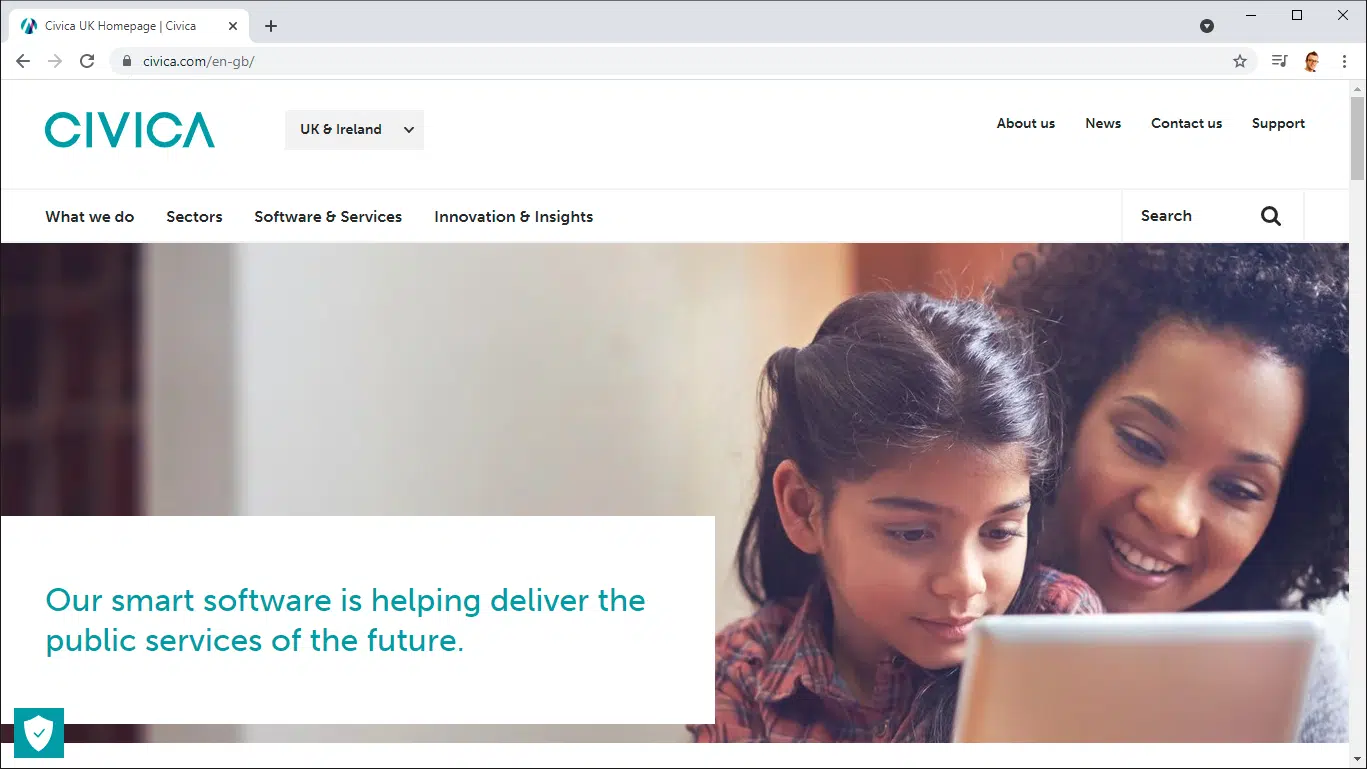 Civica UK Homepage | Civica
civica.com/en-gb/
CIVICA
UK & Ireland
About us News Contact us Support
What we do Sectors Software & Services Innovation & Insights Search
Our smart software is helping deliver the
public services of the future.